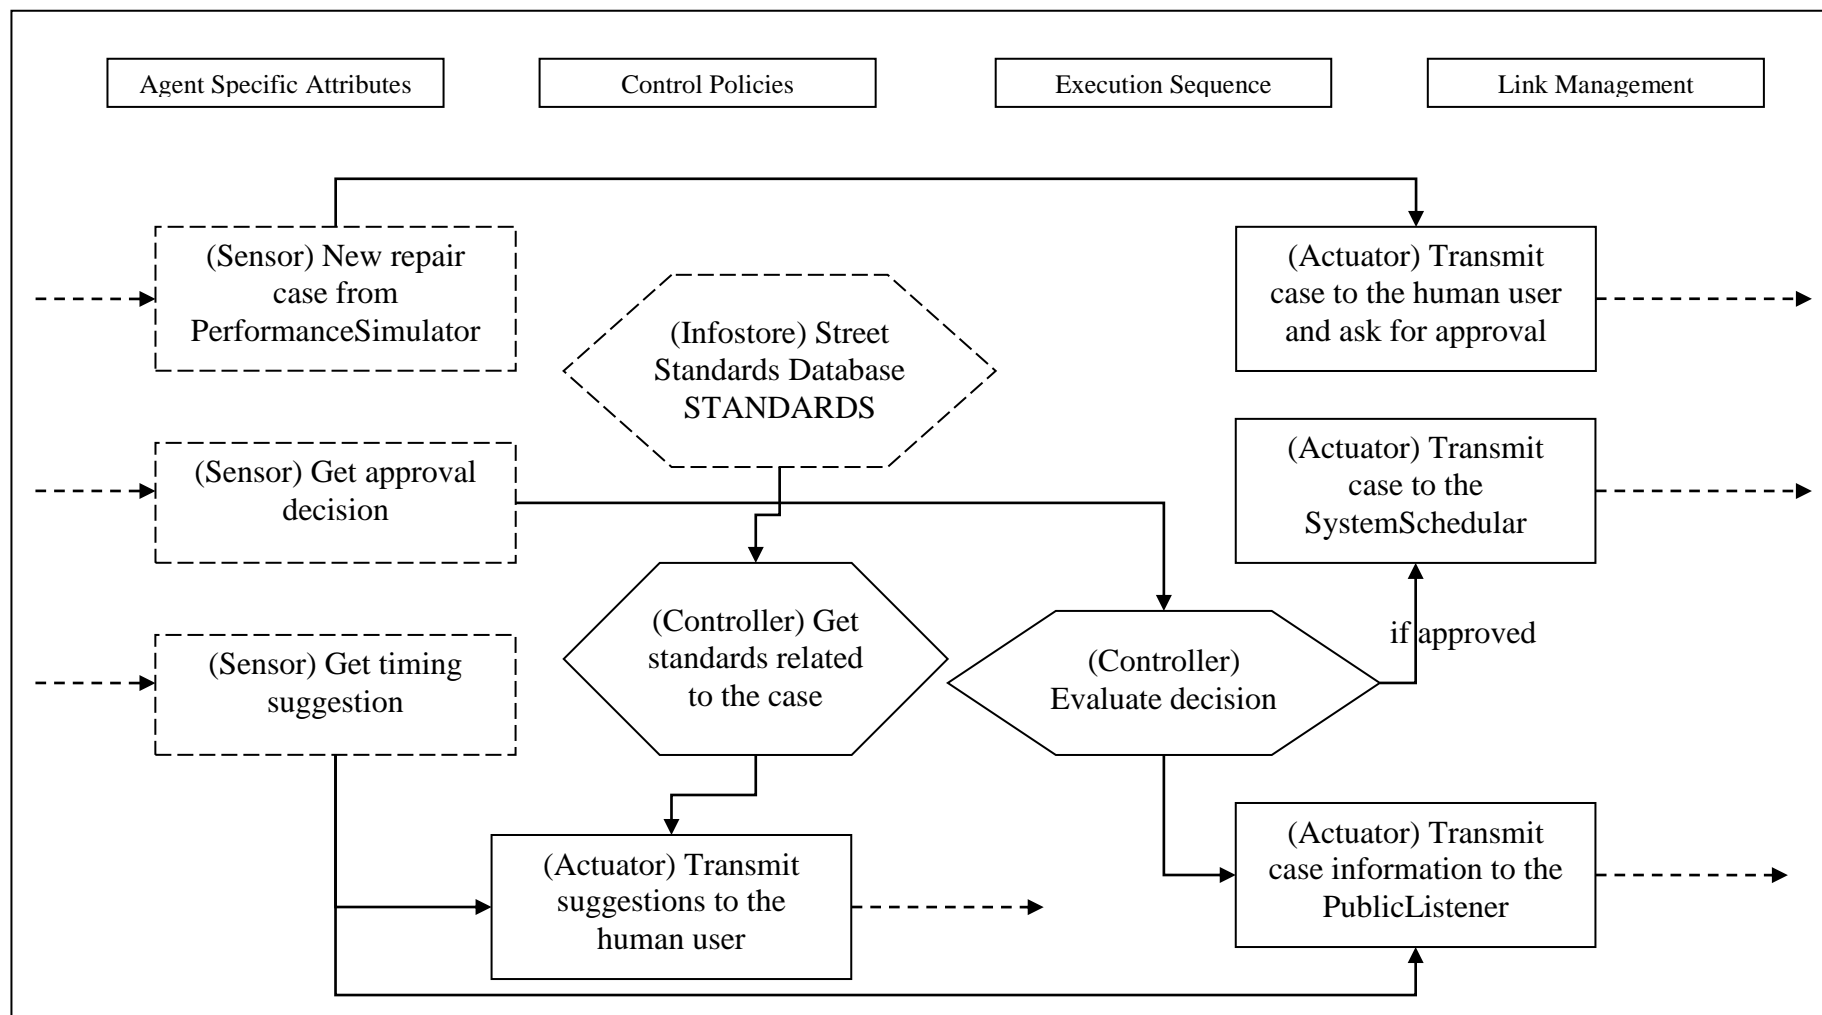 Agent Specific Attributes
Control Policies
Execution Sequence
Link Management
(Sensor) New repair
case from
PerformanceSimulator
(Infostore) Street
Standards Database
STANDARDS
(Actuator) Transmit
case to the human user
and ask for approval
(Sensor) Get approval
decision
(Actuator) Transmit
case to the
SystemSchedular
(Sensor) Get timing
suggestion
(Controller) Get
standards related
to the case
(Controller)
Evaluate decision
if approved
(Actuator) Transmit
suggestions to the
human user
(Actuator) Transmit
case information to the
PublicListener